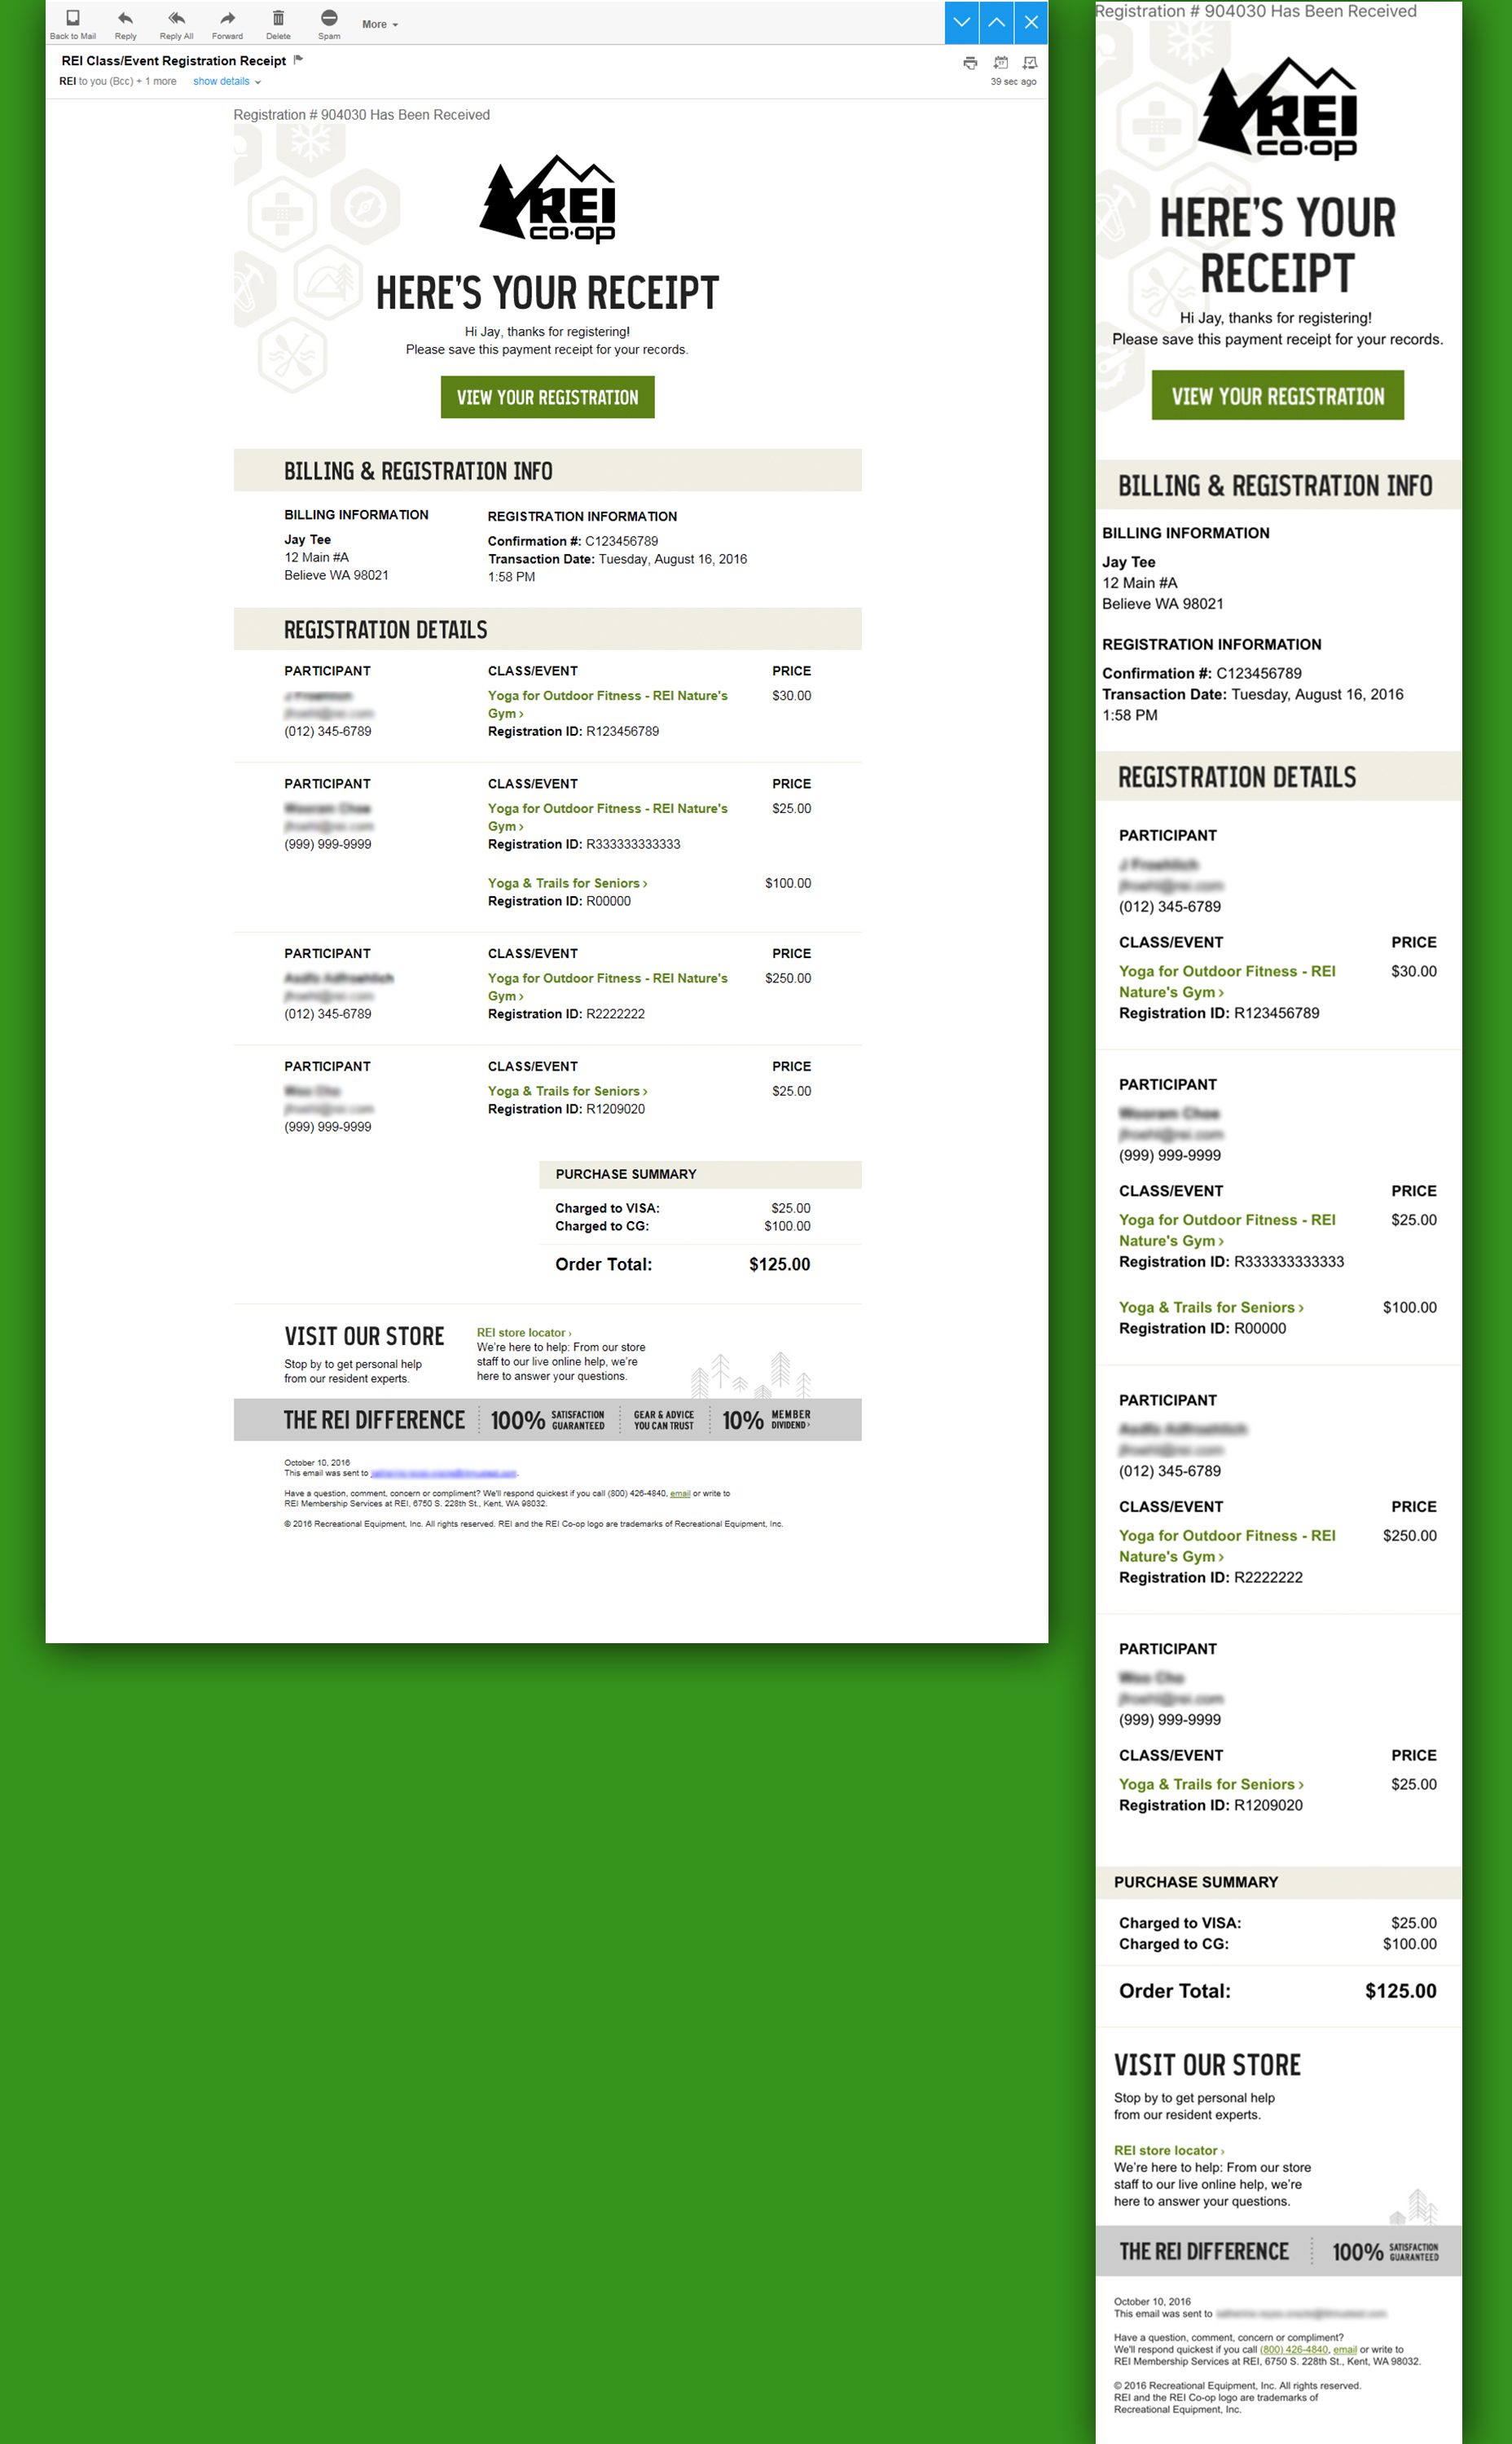 Back to Mail
Reply
Reply All
Forward
Delete
Spam
More
REI Class/Event Registration Receipt
REI to you (Bcc) + 1 more show details
39 sec ago
Registration # 904030 Has Been Received
REI
CO·OP
HERE'S YOUR RECEIPT
Hi Jay, thanks for registering!
Please save this payment receipt for your records.
VIEW YOUR REGISTRATION
BILLING & REGISTRATION INFO
BILLING INFORMATION
Jay Tee
12 Main #A
Believe WA 98021
REGISTRATION INFORMATION
Confirmation #: C123456789
Transaction Date: Tuesday, August 16, 2016
1:58 PM
REGISTRATION DETAILS
PARTICIPANT CLASS/EVENT PRICE
Yoga for Outdoor Fitness - REI Nature's $30.00
Gym ›
(012) 345-6789 Registration ID: R123456789
PARTICIPANT CLASS/EVENT PRICE
Yoga for Outdoor Fitness - REI Nature's $25.00
Gym ›
(999) 999-9999 Registration ID: R333333333333
Yoga & Trails for Seniors › $100.00
Registration ID: R00000
PARTICIPANT CLASS/EVENT PRICE
Yoga for Outdoor Fitness - REI Nature's $250.00
Gym ›
(012) 345-6789 Registration ID: R2222222
PARTICIPANT CLASS/EVENT PRICE
Yoga & Trails for Seniors › $25.00
Registration ID: R1209020
(999) 999-9999
PURCHASE SUMMARY
Charged to VISA: $25.00
Charged to CG: $100.00
Order Total: $125.00
VISIT OUR STORE
Stop by to get personal help
from our resident experts.
REI store locator ›
We're here to help: From our store
staff to our live online help, we're
here to answer your questions.
THE REI DIFFERENCE 100% SATISFACTION GUARANTEED GEAR & ADVICE YOU CAN TRUST 10% MEMBER DIVIDEND ›
October 10, 2016
This email was sent to
Have a question, comment, concern or compliment? We'll respond quickest if you call (800) 426-4840, email or write to
REI Membership Services at REI, 6750 S. 228th St., Kent, WA 98032.
© 2016 Recreational Equipment, Inc. All rights reserved. REI and the REI Co-op logo are trademarks of Recreational Equipment, Inc.
Registration # 904030 Has Been Received
REI
CO·OP
HERE'S YOUR
RECEIPT
Hi Jay, thanks for registering!
Please save this payment receipt for your records.
VIEW YOUR REGISTRATION
BILLING & REGISTRATION INFO
BILLING INFORMATION
Jay Tee
12 Main #A
Believe WA 98021
REGISTRATION INFORMATION
Confirmation #: C123456789
Transaction Date: Tuesday, August 16, 2016
1:58 PM
REGISTRATION DETAILS
PARTICIPANT
(012) 345-6789
CLASS/EVENT PRICE
Yoga for Outdoor Fitness - REI $30.00
Nature's Gym ›
Registration ID: R123456789
PARTICIPANT
(999) 999-9999
CLASS/EVENT PRICE
Yoga for Outdoor Fitness - REI $25.00
Nature's Gym ›
Registration ID: R333333333333
Yoga & Trails for Seniors › $100.00
Registration ID: R00000
PARTICIPANT
(012) 345-6789
CLASS/EVENT PRICE
Yoga for Outdoor Fitness - REI $250.00
Nature's Gym ›
Registration ID: R2222222
PARTICIPANT
(999) 999-9999
CLASS/EVENT PRICE
Yoga & Trails for Seniors › $25.00
Registration ID: R1209020
PURCHASE SUMMARY
Charged to VISA: $25.00
Charged to CG: $100.00
Order Total: $125.00
VISIT OUR STORE
Stop by to get personal help
from our resident experts.
REI store locator ›
We're here to help: From our store
staff to our live online help, we're
here to answer your questions.
THE REI DIFFERENCE 100% SATISFACTION GUARANTEED
October 10, 2016
This email was sent to
Have a question, comment, concern or compliment?
We'll respond quickest if you call (800) 426-4840, email or write to
REI Membership Services at REI, 6750 S. 228th St., Kent, WA 98032.
© 2016 Recreational Equipment, Inc. All rights reserved.
REI and the REI Co-op logo are trademarks of
Recreational Equipment, Inc.